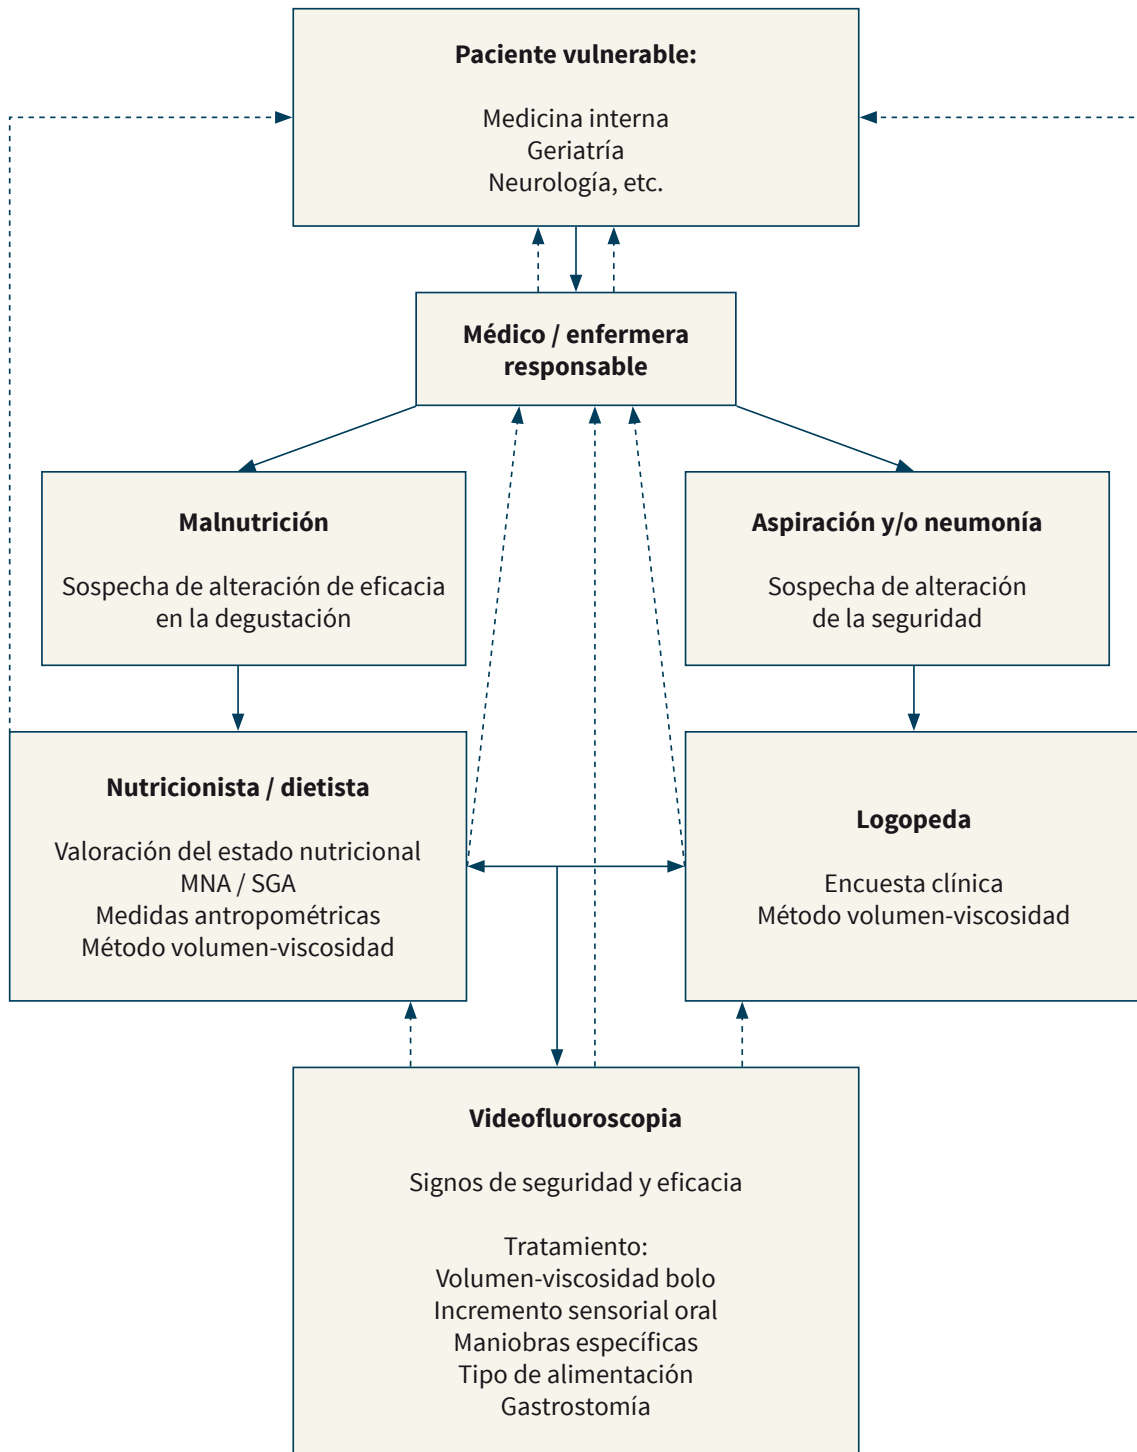 Paciente vulnerable:
Medicina interna
Geriatría
Neurología, etc.
Médico / enfermera
responsable
Malnutrición
Sospecha de alteración de eficacia
en la degustación
Aspiración y/o neumonía
Sospecha de alteración
de la seguridad
Nutricionista / dietista
Valoración del estado nutricional
MNA / SGA
Medidas antropométricas
Método volumen-viscosidad
Logopeda
Encuesta clínica
Método volumen-viscosidad
Videofluoroscopia
Signos de seguridad y eficacia
Tratamiento:
Volumen-viscosidad bolo
Incremento sensorial oral
Maniobras específicas
Tipo de alimentación
Gastrostomía